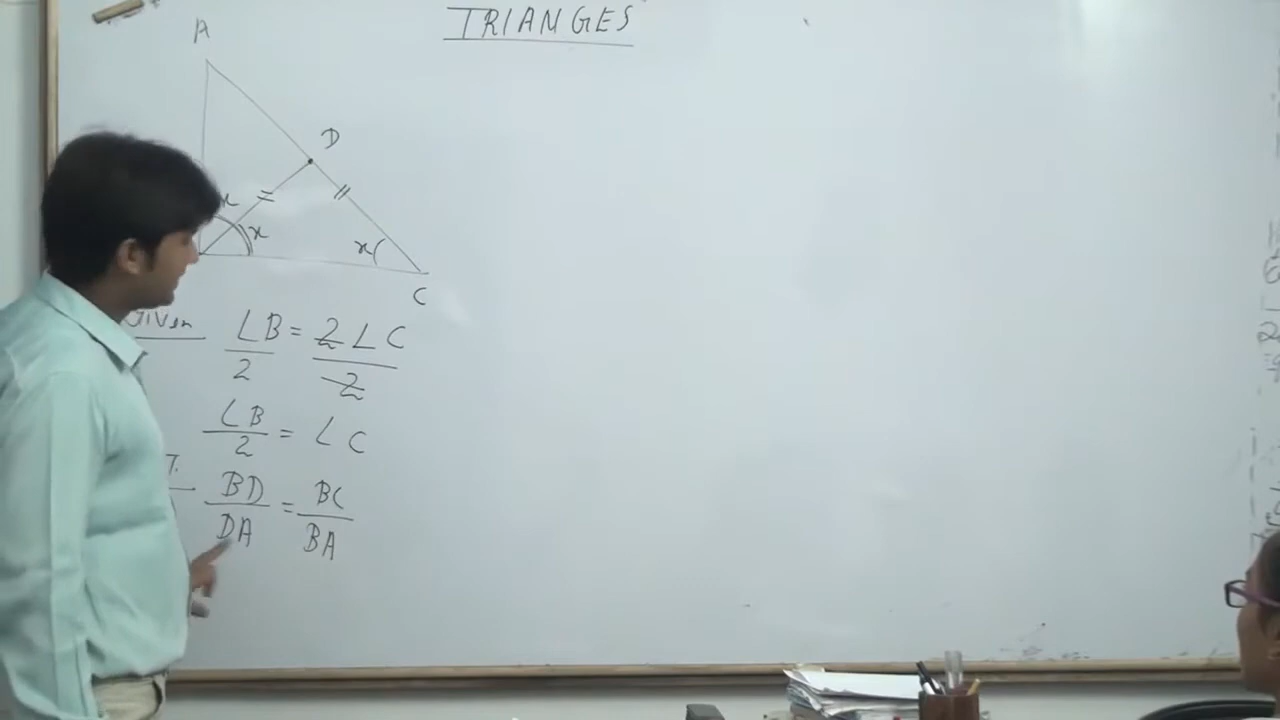 TRIANGES
A
D
x
x
x
C
Given ∠B/2 = 2∠C/2
∠B/2 = ∠C
T.
BD/DA = BC/BA